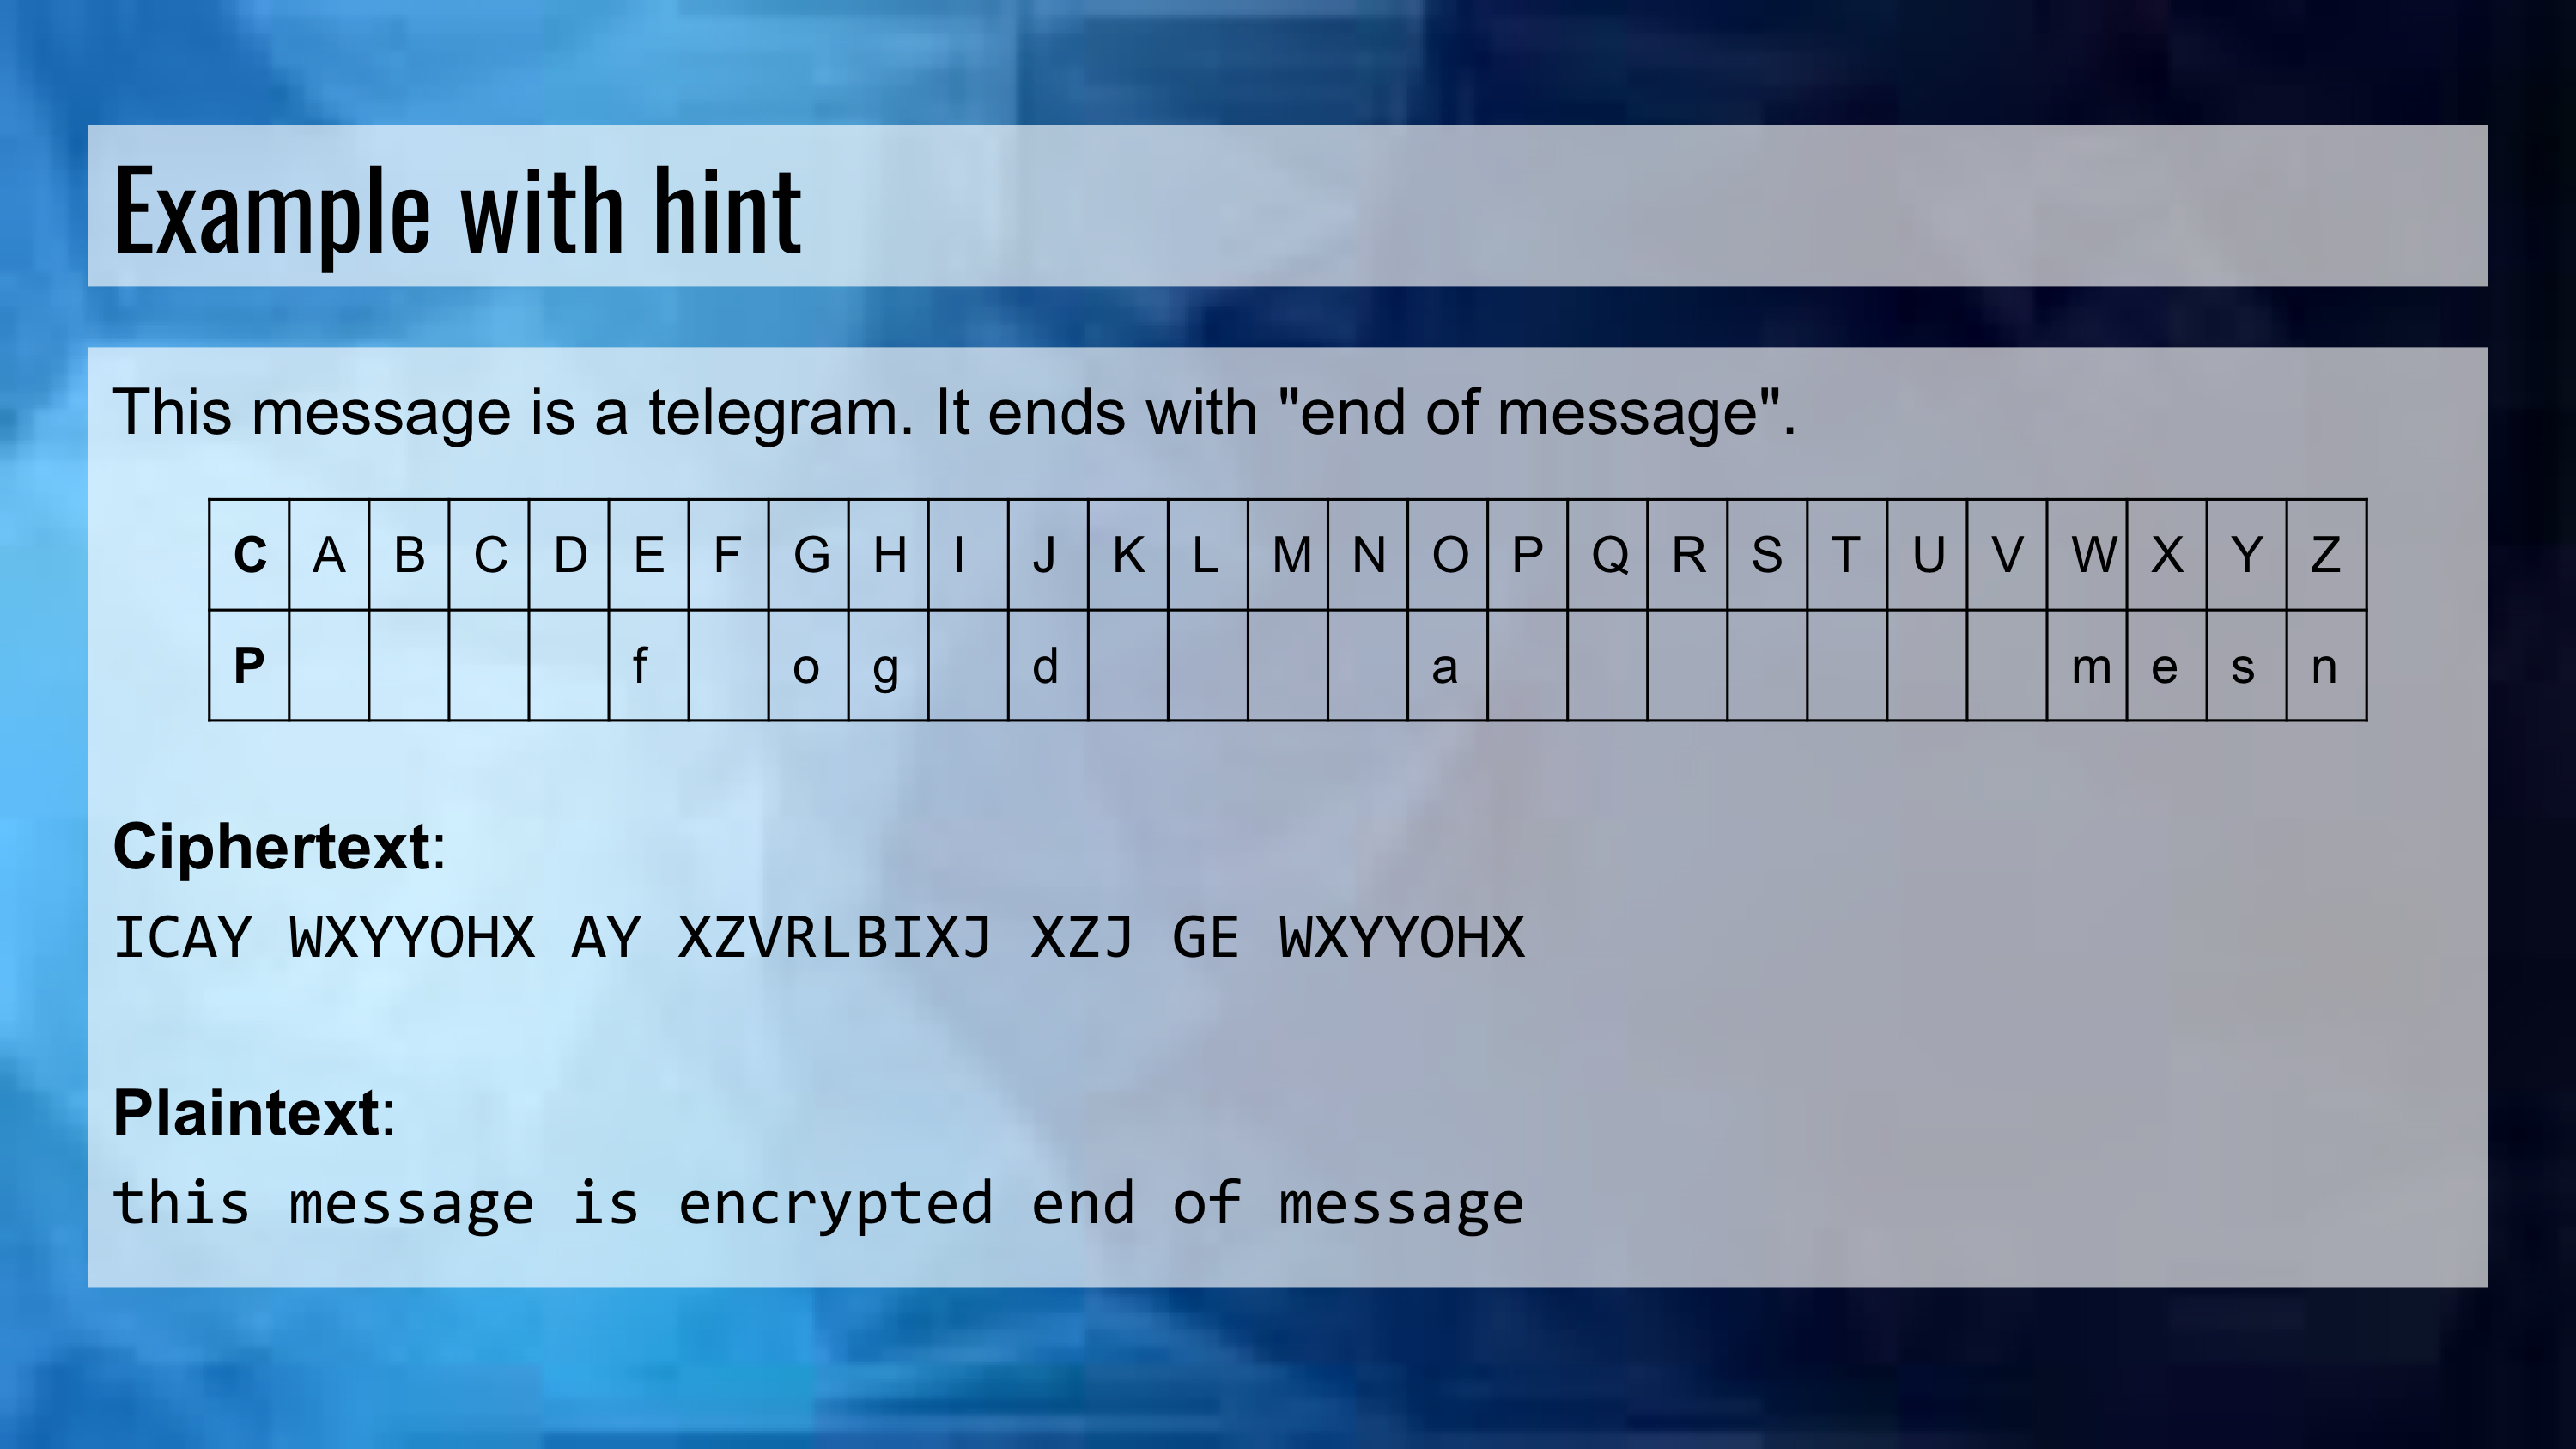 Example with hint
This message is a telegram. It ends with "end of message".
C A B C D E F G H I J K L M N O P Q R S T U V W X Y Z
P f o g d a m e s n
Ciphertext:
ICAY WXYYOHX AY XZVRLBIXJ XZJ GE WXYYOHX
Plaintext:
this message is encrypted end of message